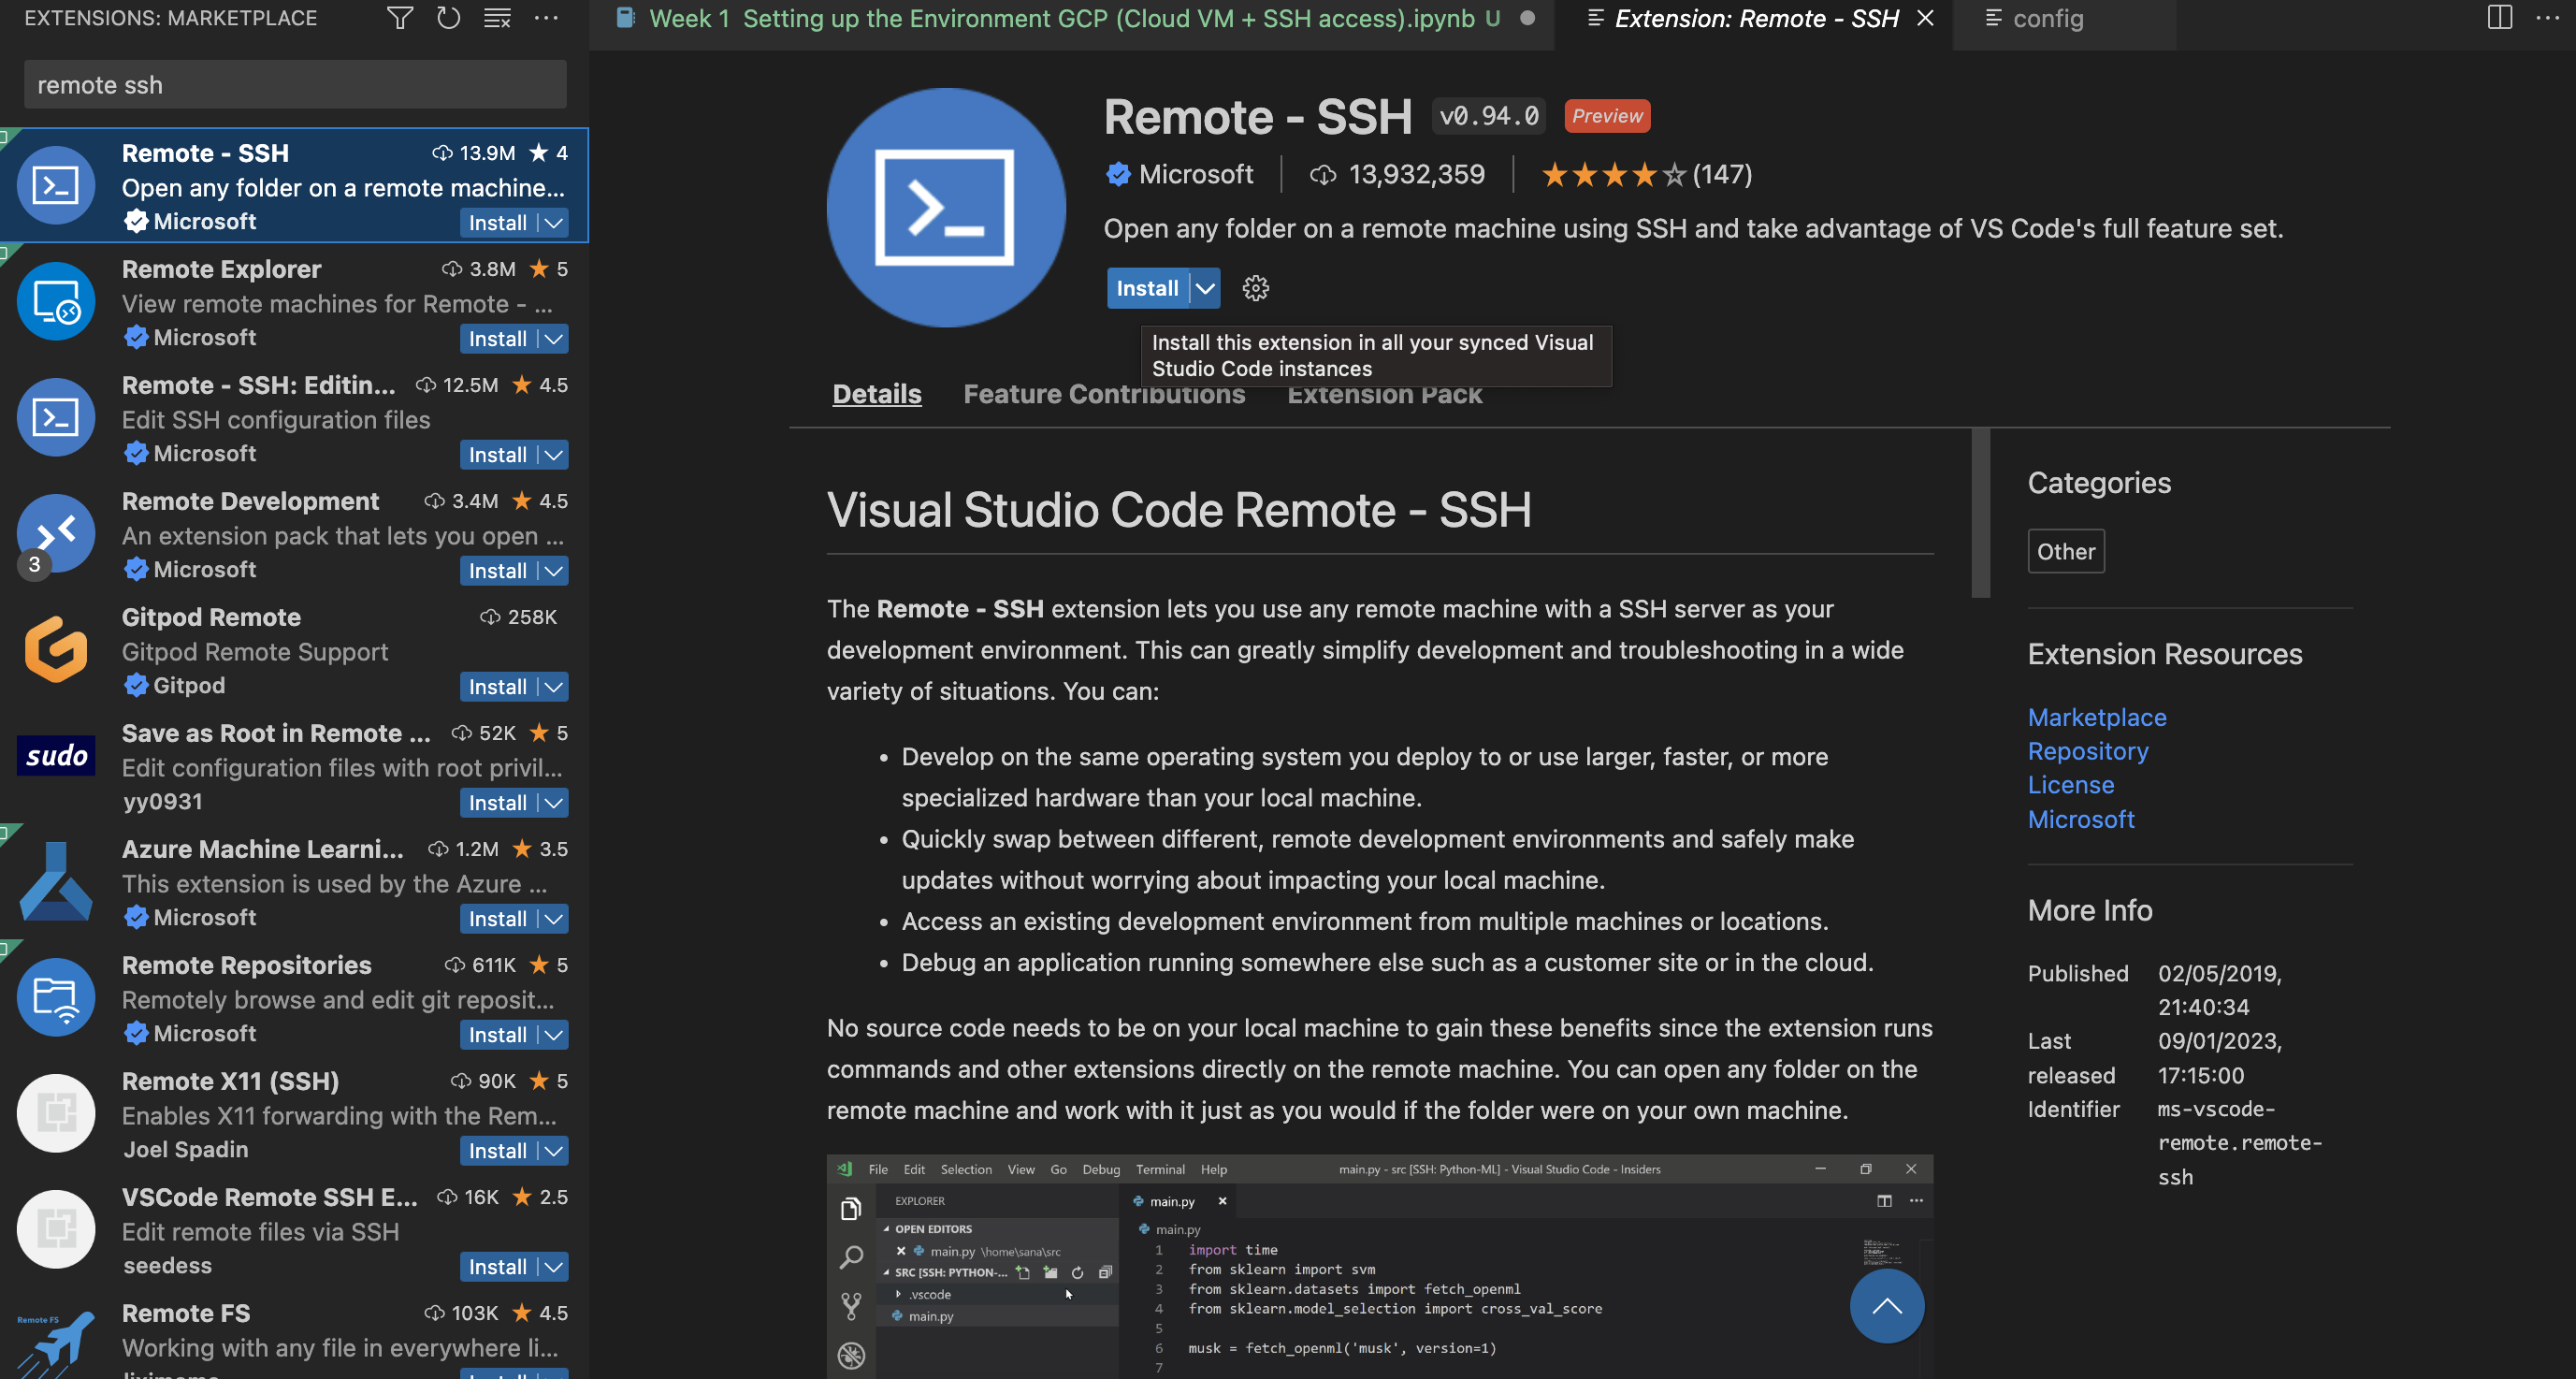 EXTENSIONS: MARKETPLACE
remote ssh
Remote - SSH 13.9M 4
Open any folder on a remote machine...
Microsoft Install
Remote Explorer 3.8M 5
View remote machines for Remote - ...
Microsoft Install
Remote - SSH: Editin... 12.5M 4.5
Edit SSH configuration files
Microsoft Install
Remote Development 3.4M 4.5
An extension pack that lets you open ...
3
Microsoft Install
Gitpod Remote 258K
Gitpod Remote Support
Gitpod Install
Save as Root in Remote ... 52K 5
sudo
Edit configuration files with root privil...
yy0931 Install
Azure Machine Learni... 1.2M 3.5
This extension is used by the Azure ...
Microsoft Install
Remote Repositories 611K 5
Remotely browse and edit git reposit...
Microsoft Install
Remote X11 (SSH) 90K 5
Enables X11 forwarding with the Rem...
Joel Spadin Install
VSCode Remote SSH E... 16K 2.5
Edit remote files via SSH
seedess Install
Remote FS 103K 4.5
Remote FS
Working with any file in everywhere li...
Week 1 Setting up the Environment GCP (Cloud VM + SSH access).ipynb U
Extension: Remote - SSH
config
Remote - SSH v0.94.0 Preview
Microsoft 13,932,359 (147)
Open any folder on a remote machine using SSH and take advantage of VS Code's full feature set.
Install
Install this extension in all your synced Visual
Studio Code instances
Details Feature Contributions Extension Pack
Visual Studio Code Remote - SSH
The Remote - SSH extension lets you use any remote machine with a SSH server as your
development environment. This can greatly simplify development and troubleshooting in a wide
variety of situations. You can:
• Develop on the same operating system you deploy to or use larger, faster, or more
specialized hardware than your local machine.
• Quickly swap between different, remote development environments and safely make
updates without worrying about impacting your local machine.
• Access an existing development environment from multiple machines or locations.
• Debug an application running somewhere else such as a customer site or in the cloud.
No source code needs to be on your local machine to gain these benefits since the extension runs
commands and other extensions directly on the remote machine. You can open any folder on the
remote machine and work with it just as you would if the folder were on your own machine.
File Edit Selection View Go Debug Terminal Help main.py - src [SSH: Python-ML] - Visual Studio Code - Insiders
EXPLORER
OPEN EDITORS
main.py \home\sana\src
SRC [SSH: PYTHON-...
.vscode
main.py
main.py
main.py
1 import time
2 from sklearn import svm
3 from sklearn.datasets import fetch_openml
4 from sklearn.model_selection import cross_val_score
5
6 musk = fetch_openml('musk', version=1)
7
Categories
Other
Extension Resources
Marketplace
Repository
License
Microsoft
More Info
Published 02/05/2019,
21:40:34
Last 09/01/2023,
released 17:15:00
Identifier ms-vscode-
remote.remote-
ssh